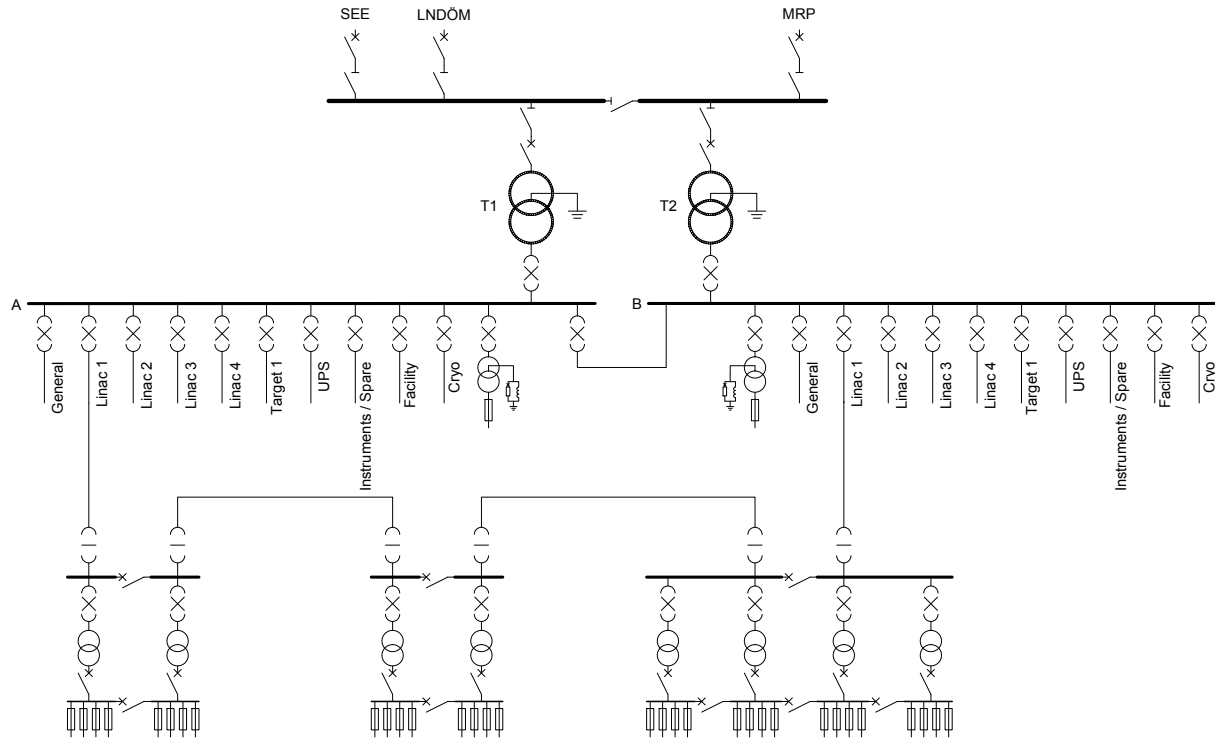 SEE
LNDÖM
MRP
T1
T2
A
B
General
Linac 1
Linac 2
Linac 3
Linac 4
Target 1
UPS
Instruments / Spare
Facility
Cryo
General
Linac 1
Linac 2
Linac 3
Linac 4
Target 1
UPS
Instruments / Spare
Facility
Cryo